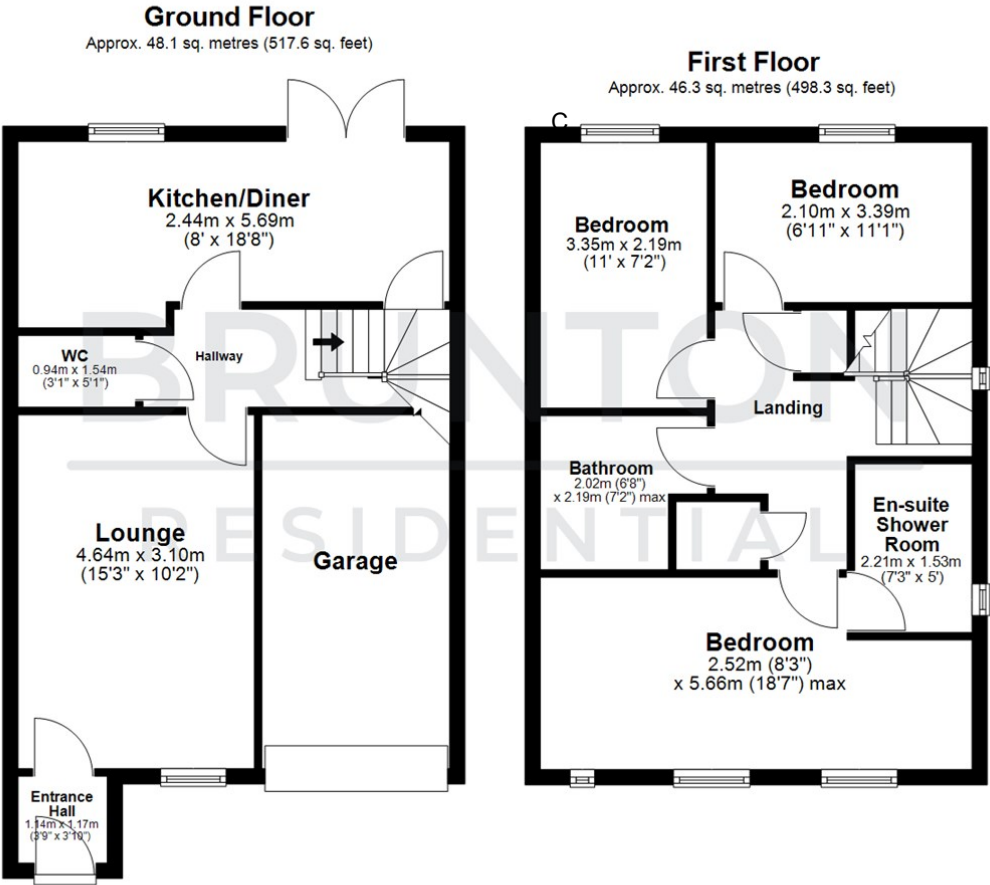 Ground Floor
Approx. 48.1 sq. metres (517.6 sq. feet)
Kitchen/Diner
2.44m x 5.69m
(8' x 18'8")
WC
0.94m x 1.54m
(3'1" x 5'1")
Hallway
Lounge
4.64m x 3.10m
(15'3" x 10'2")
Garage
Entrance
Hall
1.14m x 1.17m
(3'9" x 3'10")
First Floor
Approx. 46.3 sq. metres (498.3 sq. feet)
C
Bedroom
3.35m x 2.19m
(11' x 7'2")
Bedroom
2.10m x 3.39m
(6'11" x 11'1")
Landing
Bathroom
2.02m (6'8")
x 2.19m (7'2") max
En-suite
Shower
Room
2.21m x 1.53m
(7'3" x 5')
Bedroom
2.52m (8'3")
x 5.66m (18'7") max
BRUNTON
RESIDENTIAL